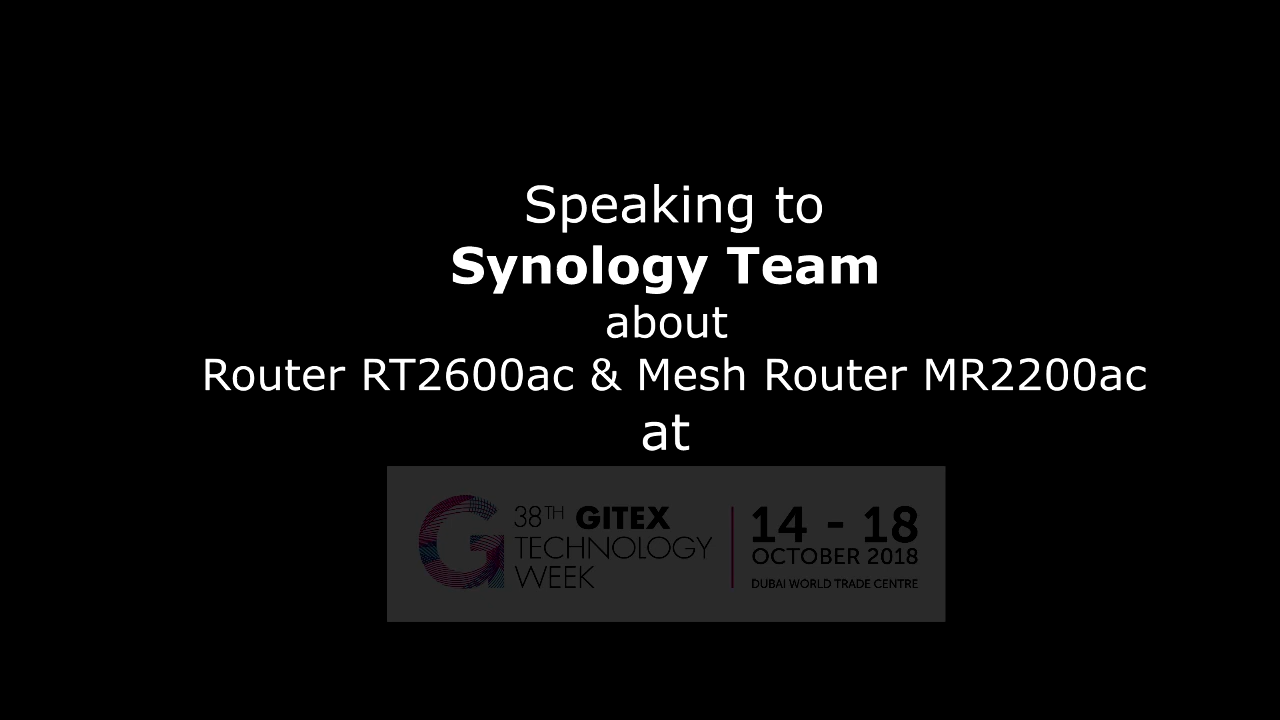 Speaking to
Synology Team
about
Router RT2600ac & Mesh Router MR2200ac
at
38TH GITEX
TECHNOLOGY
WEEK
14 - 18
OCTOBER 2018
DUBAI WORLD TRADE CENTRE